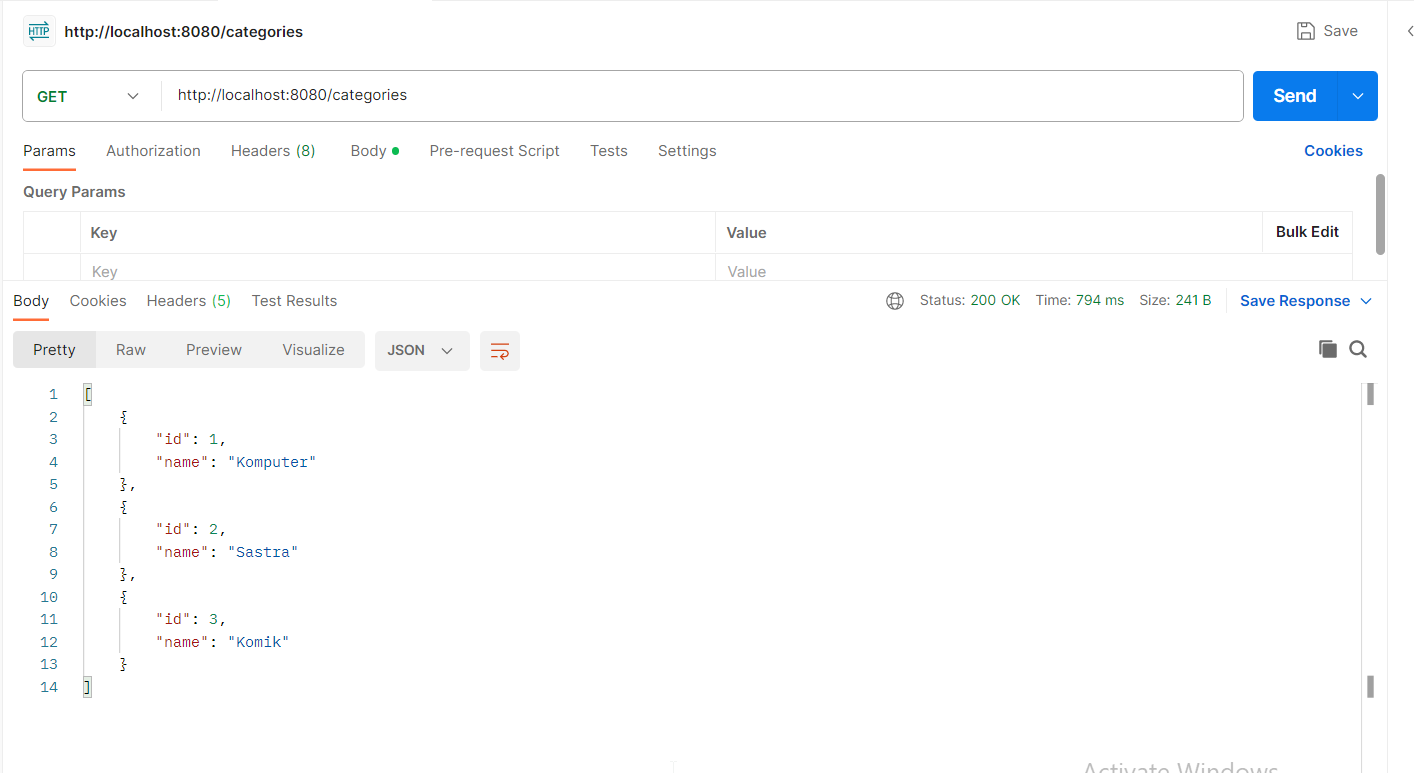 HTTP http://localhost:8080/categories Save
GET http://localhost:8080/categories Send
Params Authorization Headers (8) Body Pre-request Script Tests Settings Cookies
Query Params
Key Value Bulk Edit
Key Value
Body Cookies Headers (5) Test Results Status: 200 OK Time: 794 ms Size: 241 B Save Response
Pretty Raw Preview Visualize JSON
1 [
2 {
3 "id": 1,
4 "name": "Komputer"
5 },
6 {
7 "id": 2,
8 "name": "Sastra"
9 },
10 {
11 "id": 3,
12 "name": "Komik"
13 }
14 ]
Activate Windows